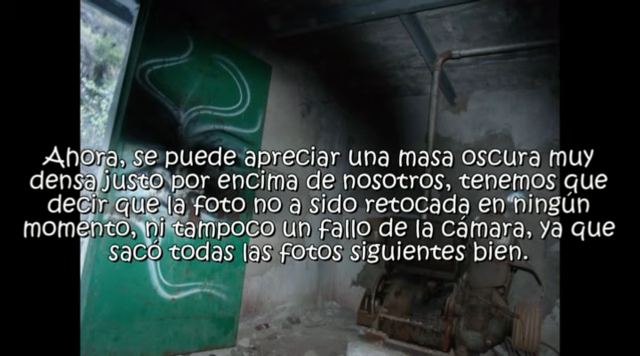 Ahora, se puede apreciar una masa oscura muy
densa justo por encima de nosotros, tenemos que
decir que la foto no a sido retocada en ningún
momento, ni tampoco un fallo de la cámara, ya que
sacó todas las fotos siguientes bien.